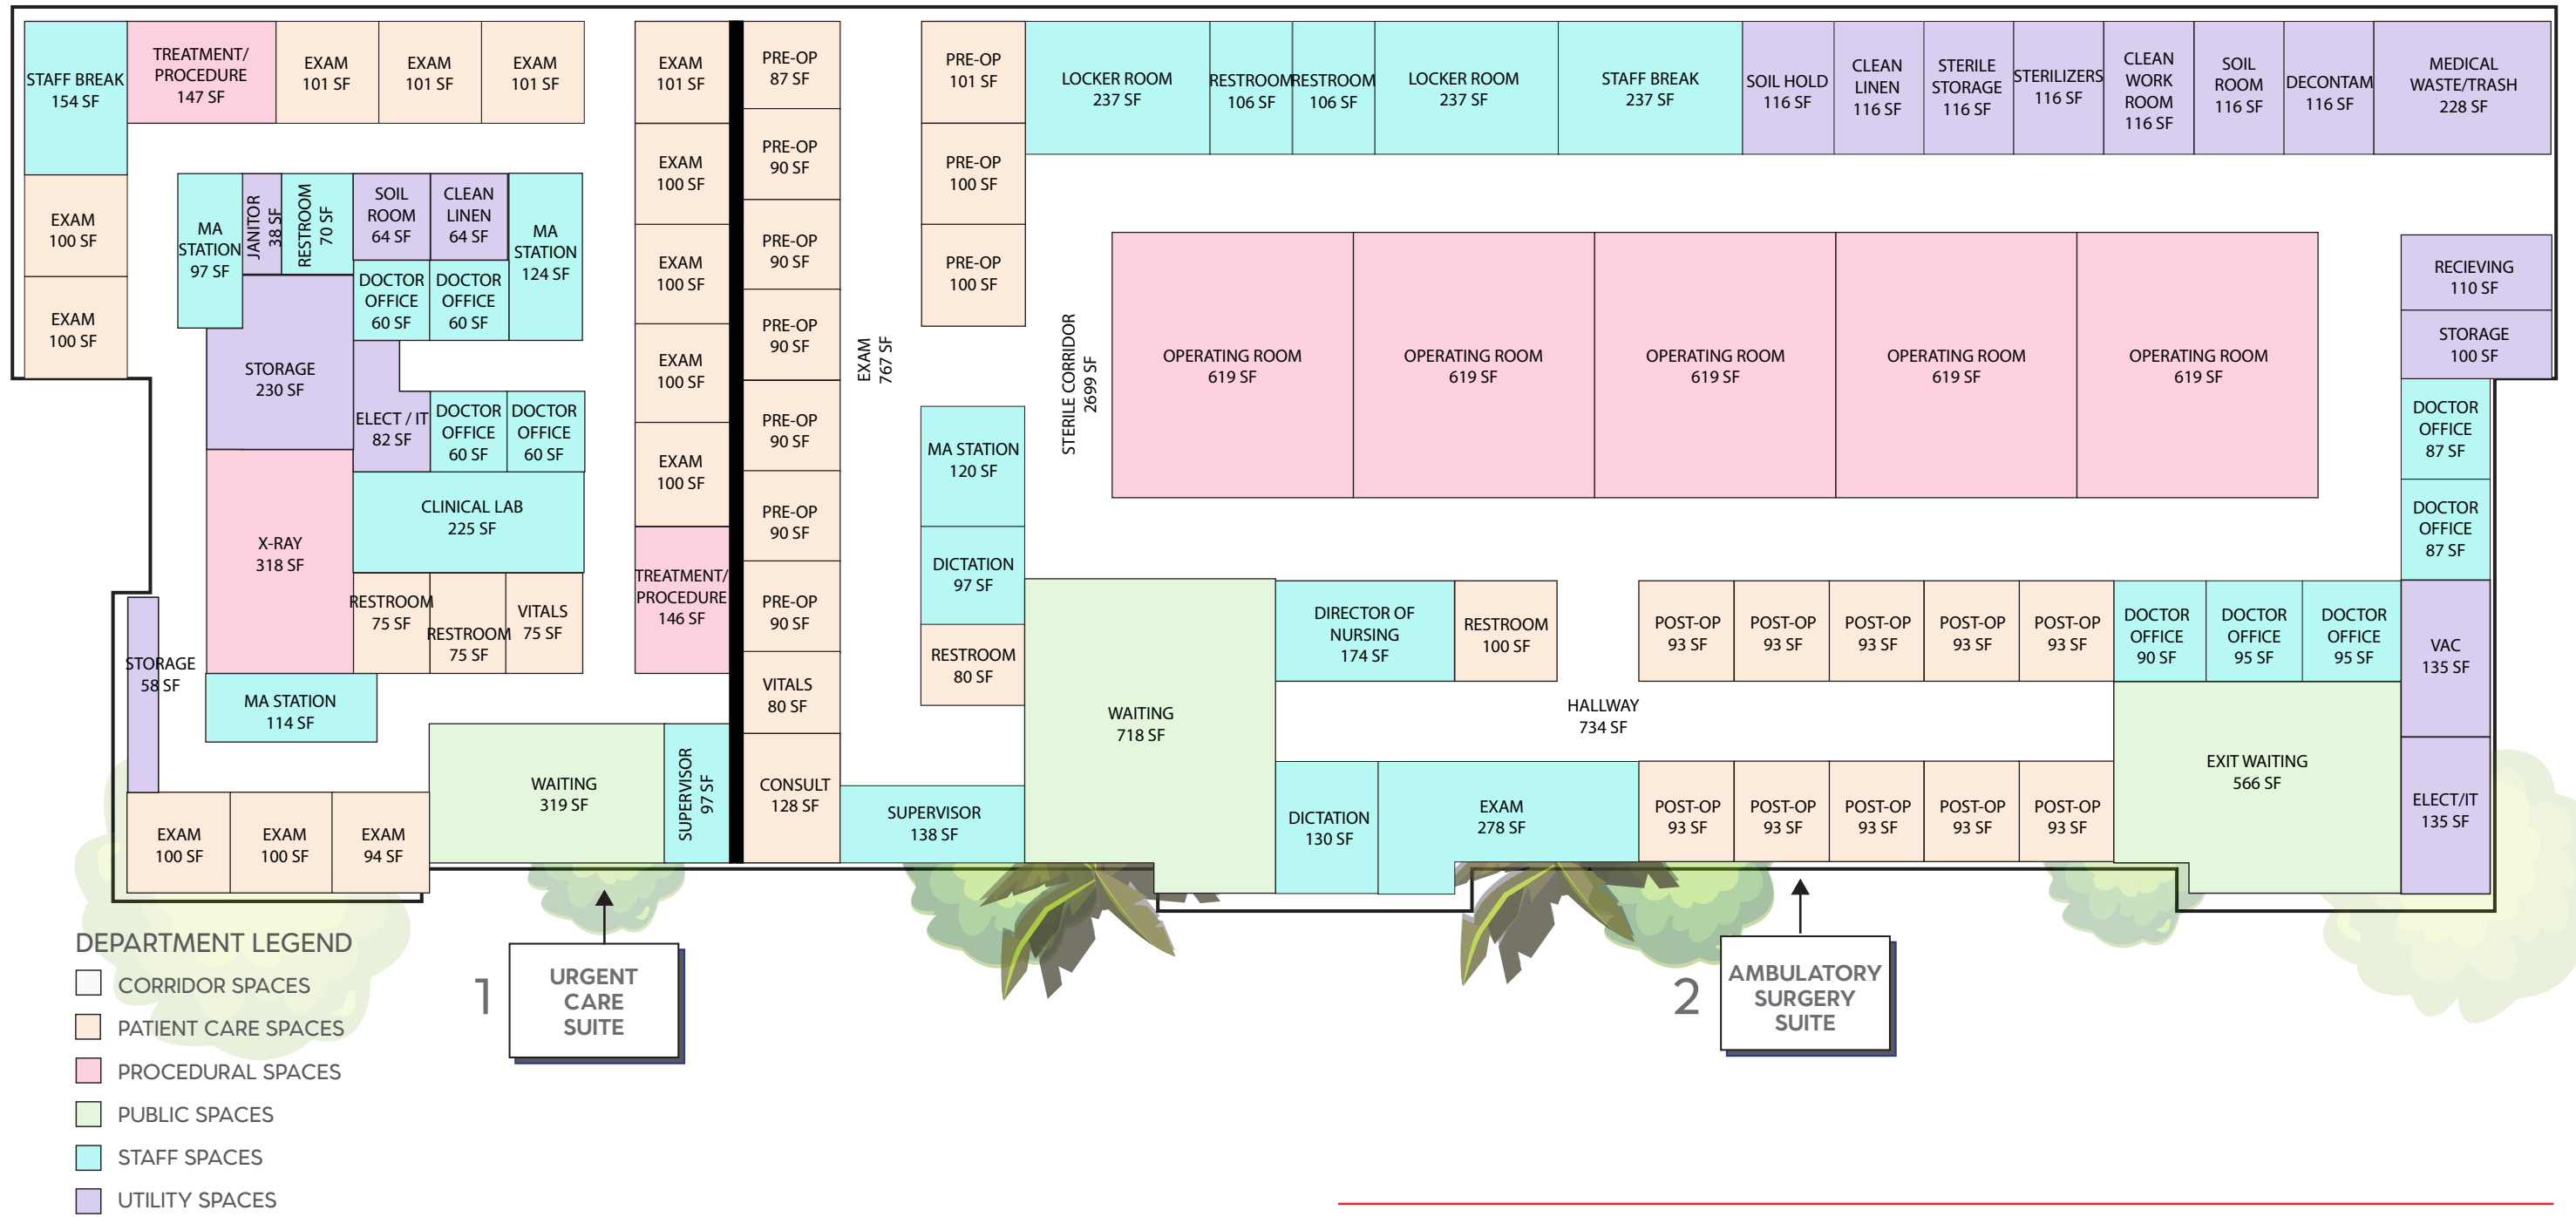 STAFF BREAK
154 SF
TREATMENT/
PROCEDURE
147 SF
EXAM
101 SF
EXAM
101 SF
EXAM
101 SF
EXAM
101 SF
PRE-OP
87 SF
PRE-OP
101 SF
LOCKER ROOM
237 SF
RESTROOM
106 SF
RESTROOM
106 SF
LOCKER ROOM
237 SF
STAFF BREAK
237 SF
SOIL HOLD
116 SF
CLEAN
LINEN
116 SF
STERILE
STORAGE
116 SF
STERILIZERS
116 SF
CLEAN
WORK
ROOM
116 SF
SOIL
ROOM
116 SF
DECONTAM
116 SF
MEDICAL
WASTE/TRASH
228 SF
EXAM
100 SF
EXAM
100 SF
MA
STATION
97 SF
JANITOR
38 SF
RESTROOM
70 SF
SOIL
ROOM
64 SF
CLEAN
LINEN
64 SF
MA
STATION
124 SF
DOCTOR
OFFICE
60 SF
DOCTOR
OFFICE
60 SF
STORAGE
230 SF
ELECT / IT
82 SF
DOCTOR
OFFICE
60 SF
DOCTOR
OFFICE
60 SF
CLINICAL LAB
225 SF
X-RAY
318 SF
RESTROOM
75 SF
RESTROOM
75 SF
VITALS
75 SF
STORAGE
58 SF
MA STATION
114 SF
EXAM
100 SF
EXAM
100 SF
EXAM
94 SF
WAITING
319 SF
SUPERVISOR
97 SF
EXAM
100 SF
EXAM
100 SF
EXAM
100 SF
EXAM
100 SF
TREATMENT/
PROCEDURE
146 SF
PRE-OP
90 SF
PRE-OP
90 SF
PRE-OP
90 SF
PRE-OP
90 SF
PRE-OP
90 SF
PRE-OP
90 SF
VITALS
80 SF
CONSULT
128 SF
EXAM
767 SF
PRE-OP
100 SF
PRE-OP
100 SF
MA STATION
120 SF
DICTATION
97 SF
RESTROOM
80 SF
SUPERVISOR
138 SF
STERILE CORRIDOR
2699 SF
OPERATING ROOM
619 SF
OPERATING ROOM
619 SF
OPERATING ROOM
619 SF
OPERATING ROOM
619 SF
OPERATING ROOM
619 SF
RECIEVING
110 SF
STORAGE
100 SF
DOCTOR
OFFICE
87 SF
DOCTOR
OFFICE
87 SF
WAITING
718 SF
DIRECTOR OF
NURSING
174 SF
RESTROOM
100 SF
POST-OP
93 SF
POST-OP
93 SF
POST-OP
93 SF
POST-OP
93 SF
POST-OP
93 SF
DOCTOR
OFFICE
90 SF
DOCTOR
OFFICE
95 SF
DOCTOR
OFFICE
95 SF
VAC
135 SF
HALLWAY
734 SF
DICTATION
130 SF
EXAM
278 SF
POST-OP
93 SF
POST-OP
93 SF
POST-OP
93 SF
POST-OP
93 SF
POST-OP
93 SF
EXIT WAITING
566 SF
ELECT/IT
135 SF
DEPARTMENT LEGEND
CORRIDOR SPACES
PATIENT CARE SPACES
PROCEDURAL SPACES
PUBLIC SPACES
STAFF SPACES
UTILITY SPACES
1
URGENT
CARE
SUITE
2
AMBULATORY
SURGERY
SUITE